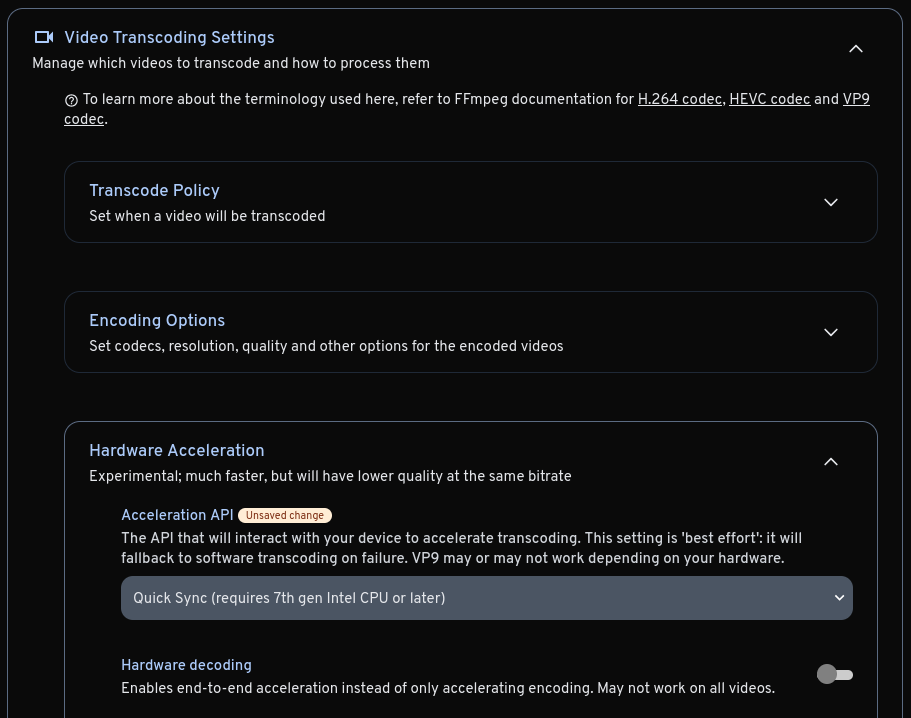 Video Transcoding Settings
Manage which videos to transcode and how to process them
To learn more about the terminology used here, refer to FFmpeg documentation for H.264 codec, HEVC codec and VP9
codec.
Transcode Policy
Set when a video will be transcoded
Encoding Options
Set codecs, resolution, quality and other options for the encoded videos
Hardware Acceleration
Experimental; much faster, but will have lower quality at the same bitrate
Acceleration API Unsaved change
The API that will interact with your device to accelerate transcoding. This setting is 'best effort': it will
fallback to software transcoding on failure. VP9 may or may not work depending on your hardware.
Quick Sync (requires 7th gen Intel CPU or later)
Hardware decoding
Enables end-to-end acceleration instead of only accelerating encoding. May not work on all videos.